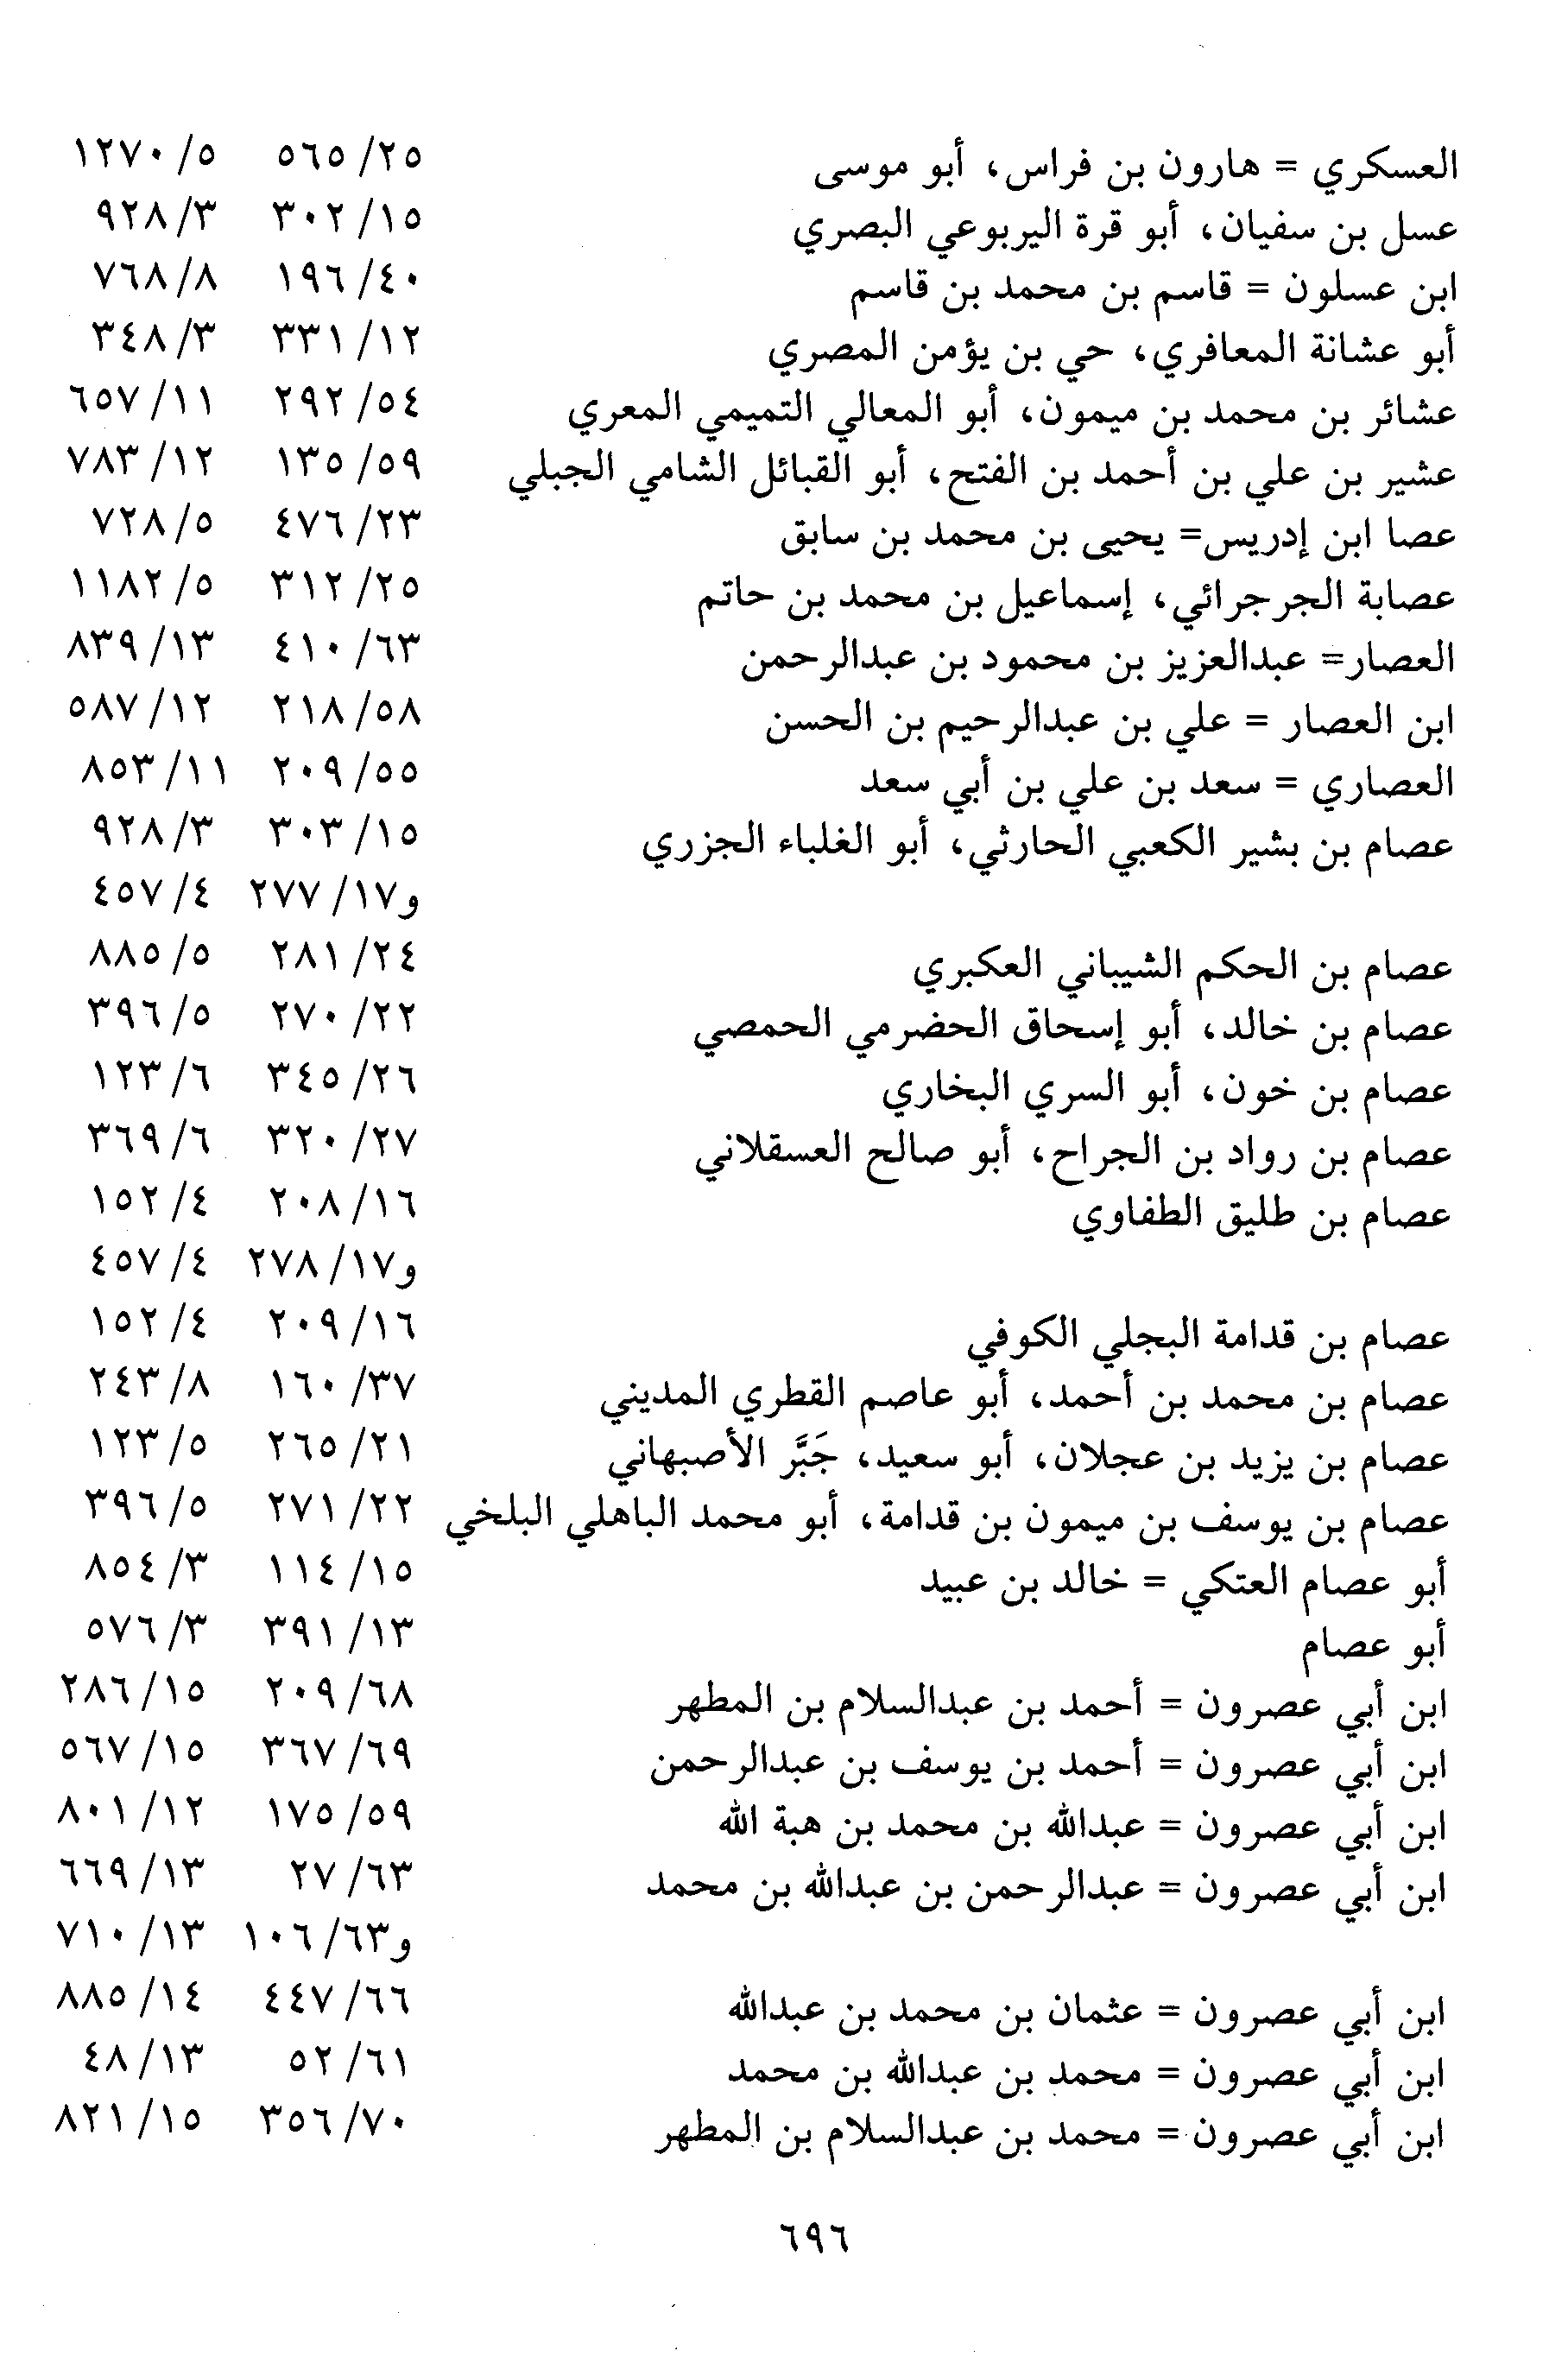 العسكري = هارون بن فراس، أبو موسى ٢٥/ ٥٦٥ ٥/ ١٢٧٠
عسل بن سفيان، أبو قرة اليربوعي البصري ١٥/ ٣٠٢ ٣/ ٩٢٨
ابن عسلون = قاسم بن محمد بن قاسم ٤٠/ ١٩٦ ٨/ ٧٦٨
أبو عشانة المعافري، حي بن يؤمن المصري ١٢/ ٣٣١ ٣/ ٣٤٨
عشائر بن محمد بن ميمون، أبو المعالي التميمي المعري ٥٤/ ٢٩٢ ١١/ ٦٥٧
عشير بن علي بن أحمد بن الفتح، أبو القبائل الشامي الجبلي ٥٩/ ١٣٥ ١٢/ ٧٨٣
عصا ابن إدريس= يحيى بن محمد بن سابق ٢٣/ ٤٧٦ ٥/ ٧٢٨
عصابة الجرجرائي، إسماعيل بن محمد بن حاتم ٢٥/ ٣١٢ ٥/ ١١٨٢
العصار= عبدالعزيز بن محمود بن عبدالرحمن ٦٣/ ٤١٠ ١٣/ ٨٣٩
ابن العصار = علي بن عبدالرحيم بن الحسن ٥٨/ ٢١٨ ١٢/ ٥٨٧
العصاري = سعد بن علي بن أبي سعد ٥٥/ ٢٠٩ ١١/ ٨٥٣
عصام بن بشير الكعبي الحارثي، أبو الغلباء الجزري ١٥/ ٣٠٣ ٣/ ٩٢٨
و١٧/ ٢٧٧ ٤/ ٤٥٧
عصام بن الحكم الشيباني العكبري ٢٤/ ٢٨١ ٥/ ٨٨٥
عصام بن خالد، أبو إسحاق الحضرمي الحمصي ٢٢/ ٢٧٠ ٥/ ٣٩٦
عصام بن خون، أبو السري البخاري ٢٦/ ٣٤٥ ٦/ ١٢٣
عصام بن رواد بن الجراح، أبو صالح العسقلاني ٢٧/ ٣٢٠ ٦/ ٣٦٩
عصام بن طليق الطفاوي ١٦/ ٢٠٨ ٤/ ١٥٢
و١٧/ ٢٧٨ ٤/ ٤٥٧
عصام بن قدامة البجلي الكوفي ١٦/ ٢٠٩ ٤/ ١٥٢
عصام بن محمد بن أحمد، أبو عاصم القطري المديني ٣٧/ ١٦٠ ٨/ ٢٤٣
عصام بن يزيد بن عجلان، أبو سعيد، جَبَّر الأصبهاني ٢١/ ٢٦٥ ٥/ ١٢٣
عصام بن يوسف بن ميمون بن قدامة، أبو محمد الباهلي البلخي ٢٢/ ٢٧١ ٥/ ٣٩٦
أبو عصام العتكي = خالد بن عبيد ١٥/ ١١٤ ٣/ ٨٥٤
أبو عصام ١٣/ ٣٩١ ٣/ ٥٧٦
ابن أبي عصرون = أحمد بن عبدالسلام بن المطهر ٦٨/ ٢٠٩ ١٥/ ٢٨٦
ابن أبي عصرون = أحمد بن يوسف بن عبدالرحمن ٦٩/ ٣٦٧ ١٥/ ٥٦٧
ابن أبي عصرون = عبدالله بن محمد بن هبة الله ٥٩/ ١٧٥ ١٢/ ٨٠١
ابن أبي عصرون = عبدالرحمن بن عبدالله بن محمد ٦٣/ ٢٧ ١٣/ ٦٦٩
و٦٣/ ١٠٦ ١٣/ ٧١٠
ابن أبي عصرون = عثمان بن محمد بن عبدالله ٦٦/ ٤٤٧ ١٤/ ٨٨٥
ابن أبي عصرون = محمد بن عبدالله بن محمد ٦١/ ٥٢ ١٣/ ٤٨
ابن أبي عصرون = محمد بن عبدالسلام بن المطهر ٧٠/ ٣٥٦ ١٥/ ٨٢١
٦٩٦